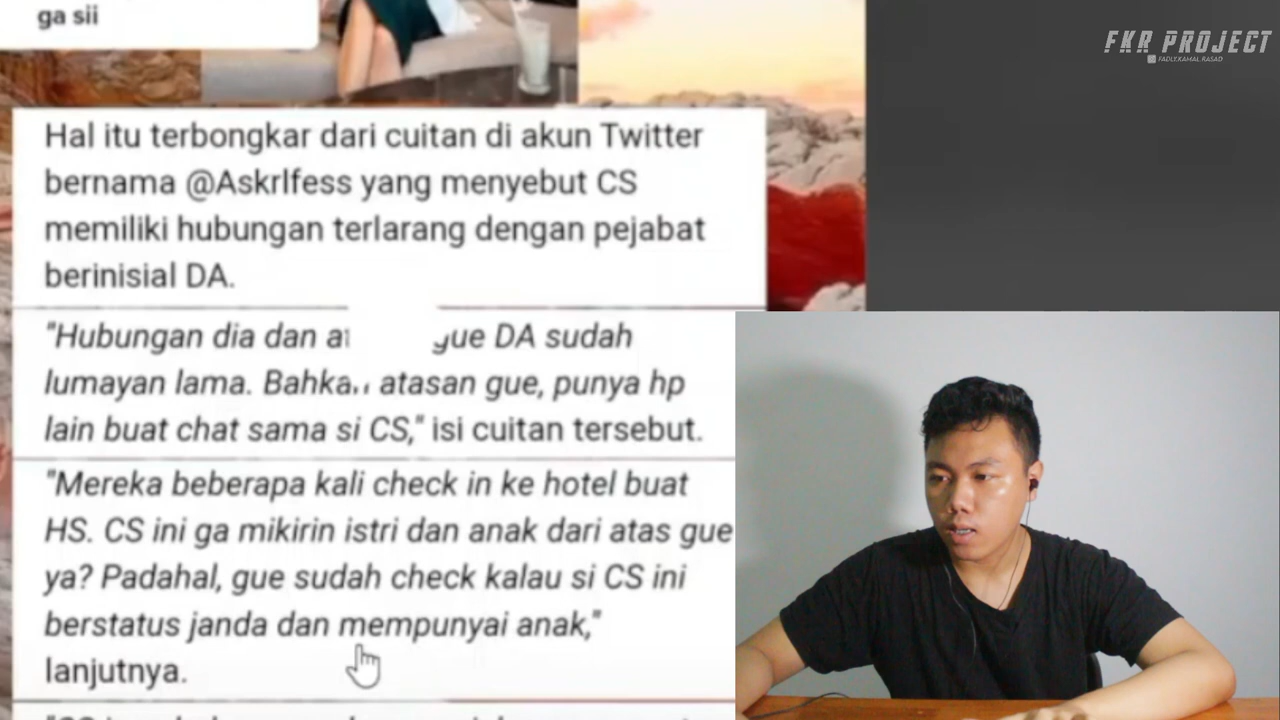 ga sii
FKR PROJECT
FADLY.KAMAL.RASAD
Hal itu terbongkar dari cuitan di akun Twitter
bernama @Askrlfess yang menyebut CS
memiliki hubungan terlarang dengan pejabat
berinisial DA.
"Hubungan dia dan gue DA sudah
lumayan lama. atasan gue, punya hp
lain buat chat sama si CS," isi cuitan tersebut.
"Mereka beberapa kali check in ke hotel buat
HS. CS ini ga mikirin istri dan anak dari atas gue
ya? Padahal, gue sudah check kalau si CS ini
berstatus janda dan mempunyai anak,"
lanjutnya.